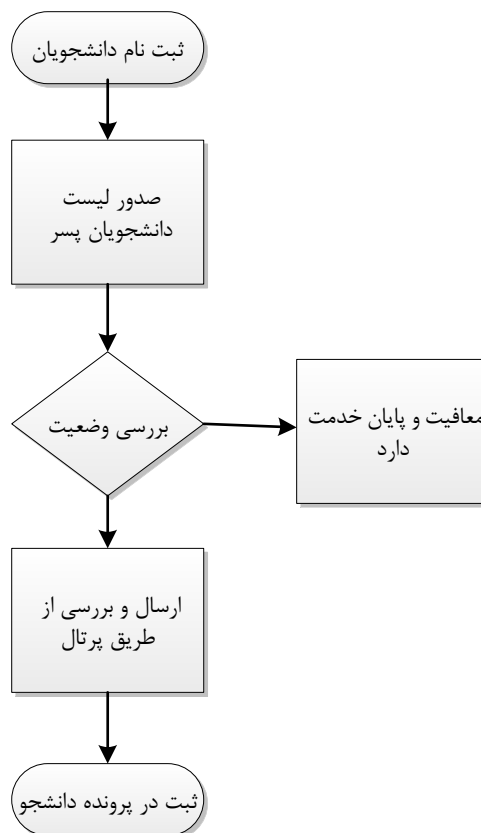 ثبت نام دانشجویان
صدور لیست
دانشجویان پسر
بررسی وضعیت
معافیت و پایان خدمت
دارد
ارسال و بررسی از
طریق پرتال
ثبت در پرونده دانشجو